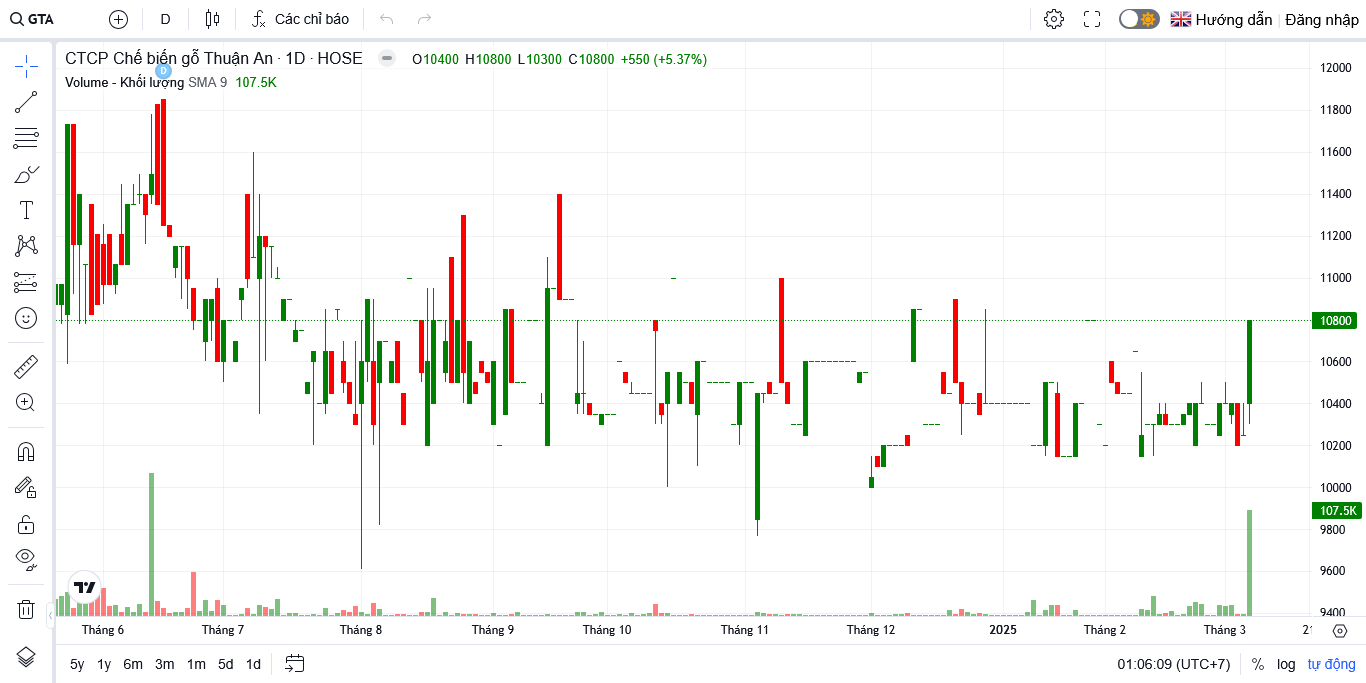 GTA D Các chỉ báo Hướng dẫn Đăng nhập
CTCP Chế biến gỗ Thuận An · 1D · HOSE O10400 H10800 L10300 C10800 +550 (+5.37%)
D
Volume - Khối lượng SMA 9 107.5K
12000
11800
11600
11400
11200
11000
10800
10600
10400
10200
10000
107.5K
9800
9600
9400
Tháng 6 Tháng 7 Tháng 8 Tháng 9 Tháng 10 Tháng 11 Tháng 12 2025 Tháng 2 Tháng 3
5y 1y 6m 3m 1m 5d 1d 01:06:09 (UTC+7) % log tự động